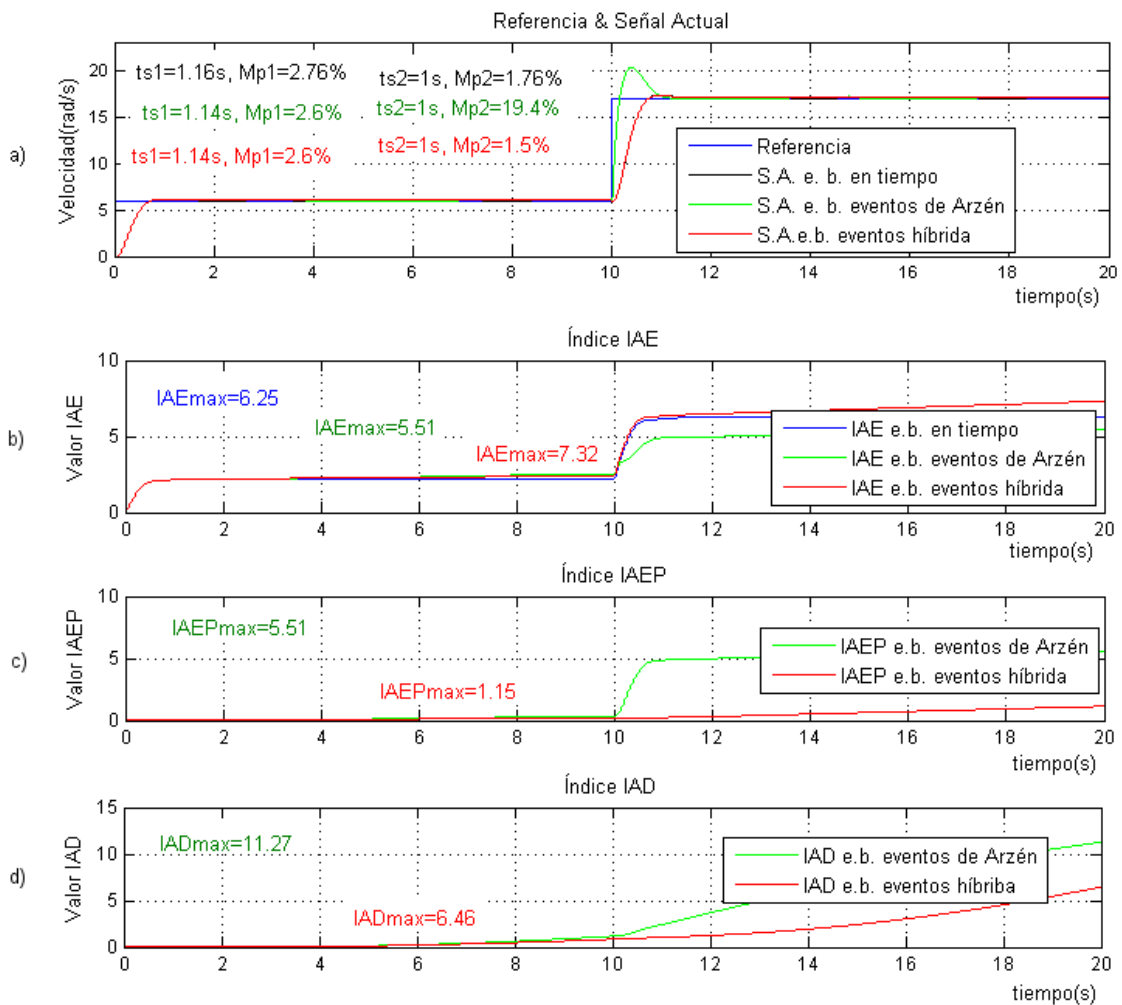 Referencia & Señal Actual
a)
Velocidad(rad/s)
20
15
10
5
0
ts1=1.16s, Mp1=2.76%
ts2=1s, Mp2=1.76%
ts1=1.14s, Mp1=2.6%
ts2=1s, Mp2=19.4%
ts1=1.14s, Mp1=2.6%
ts2=1s, Mp2=1.5%
Referencia
S.A. e. b. en tiempo
S.A. e. b. eventos de Arzén
S.A.e.b. eventos híbrida
0 2 4 6 8 10 12 14 16 18 20
tiempo(s)
Índice IAE
b)
Valor IAE
10
5
0
IAEmax=6.25
IAEmax=5.51
IAEmax=7.32
IAE e.b. en tiempo
IAE e.b. eventos de Arzén
IAE e.b. eventos híbrida
0 2 4 6 8 10 12 14 16 18 20
tiempo(s)
Índice IAEP
c)
Valor IAEP
10
5
0
IAEPmax=5.51
IAEPmax=1.15
IAEP e.b. eventos de Arzén
IAEP e.b. eventos híbrida
0 2 4 6 8 10 12 14 16 18 20
tiempo(s)
Índice IAD
d)
Valor IAD
15
10
5
0
IADmax=11.27
IADmax=6.46
IAD e.b. eventos de Arzén
IAD e.b. eventos híbriba
0 2 4 6 8 10 12 14 16 18 20
tiempo(s)